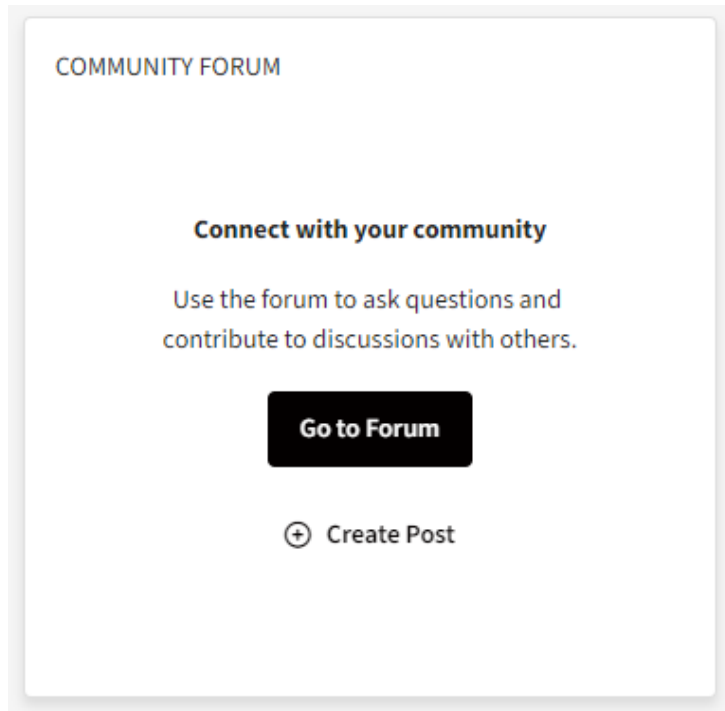 COMMUNITY FORUM
Connect with your community
Use the forum to ask questions and
contribute to discussions with others.
Go to Forum
Create Post